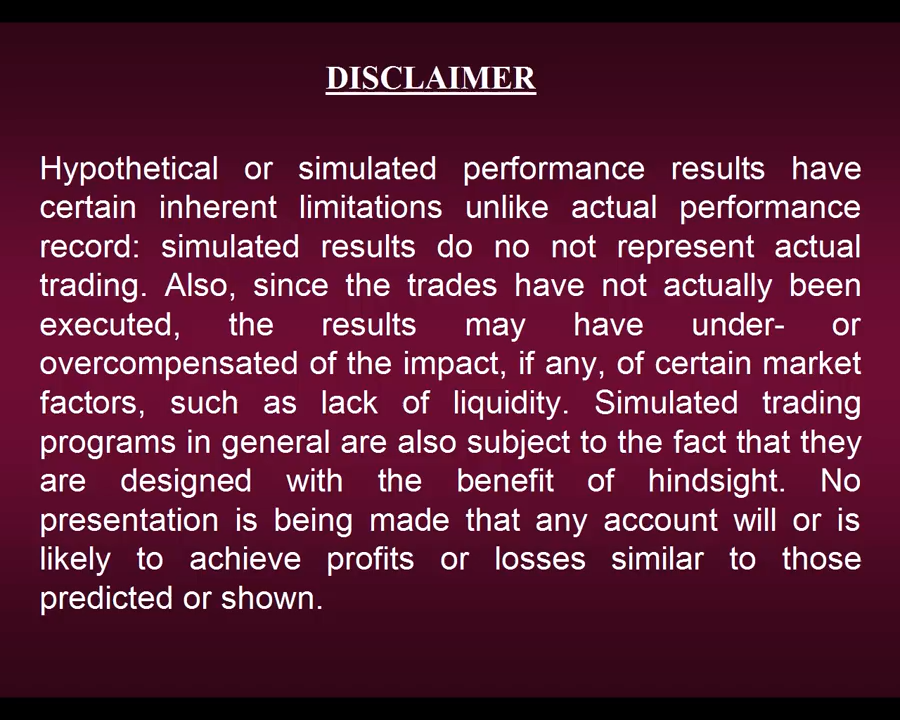 DISCLAIMER
Hypothetical or simulated performance results have
certain inherent limitations unlike actual performance
record: simulated results do no not represent actual
trading. Also, since the trades have not actually been
executed, the results may have under- or
overcompensated of the impact, if any, of certain market
factors, such as lack of liquidity. Simulated trading
programs in general are also subject to the fact that they
are designed with the benefit of hindsight. No
presentation is being made that any account will or is
likely to achieve profits or losses similar to those
predicted or shown.